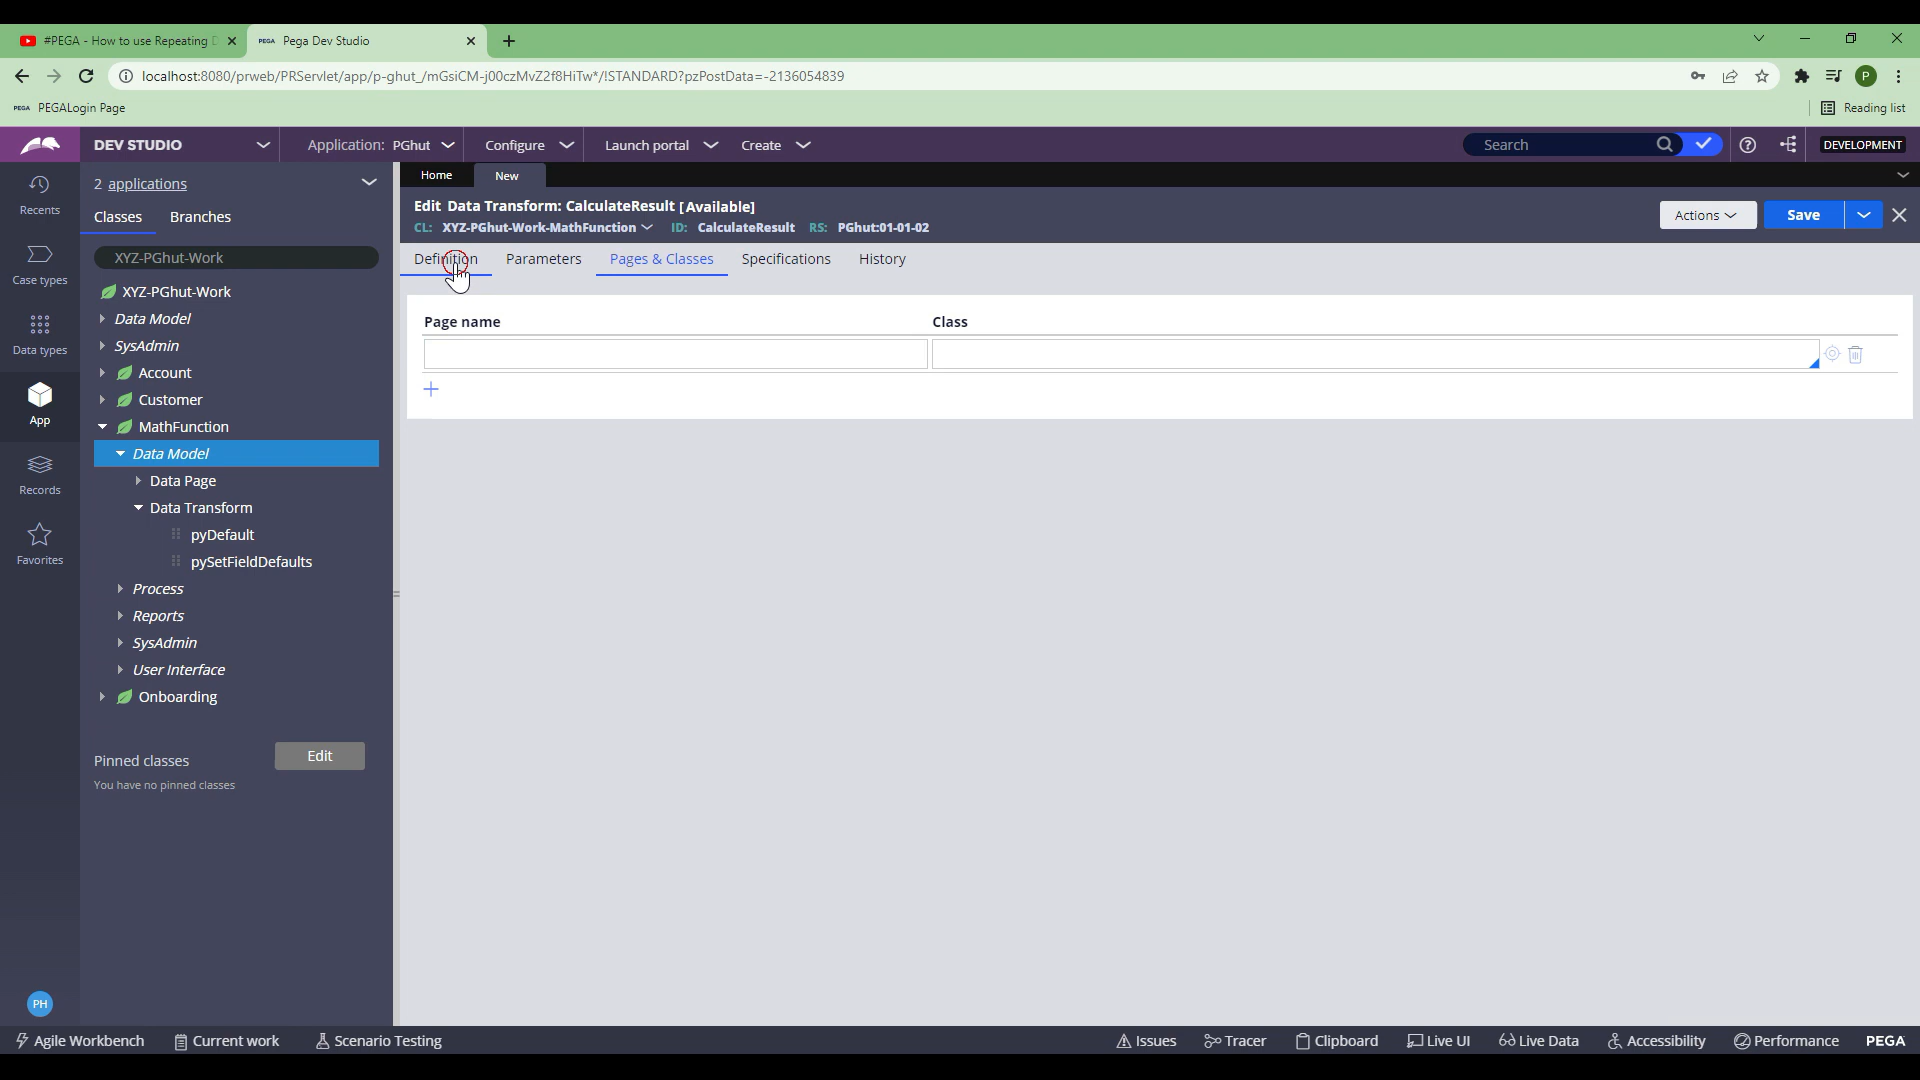 #PEGA - How to use Repeating D
PEGA Pega Dev Studio
localhost:8080/prweb/PRServlet/app/p-ghut_/mGsiCM-j00czMvZ2f8HiTw*/!STANDARD?pzPostData=-2136054839
P
PEGA PEGALogin Page
Reading list
DEV STUDIO
Application: PGhut
Configure
Launch portal
Create
Search
DEVELOPMENT
Recents
Case types
Data types
App
Records
Favorites
PH
2 applications
Classes
Branches
XYZ-PGhut-Work
XYZ-PGhut-Work
Data Model
SysAdmin
Account
Customer
MathFunction
Data Model
Data Page
Data Transform
pyDefault
pySetFieldDefaults
Process
Reports
SysAdmin
User Interface
Onboarding
Pinned classes
Edit
You have no pinned classes
Home
New
Edit Data Transform: CalculateResult [Available]
CL: XYZ-PGhut-Work-MathFunction ID: CalculateResult RS: PGhut:01-01-02
Actions
Save
Definition
Parameters
Pages & Classes
Specifications
History
Page name
Class
Agile Workbench
Current work
Scenario Testing
Issues
Tracer
Clipboard
Live UI
Live Data
Accessibility
Performance
PEGA